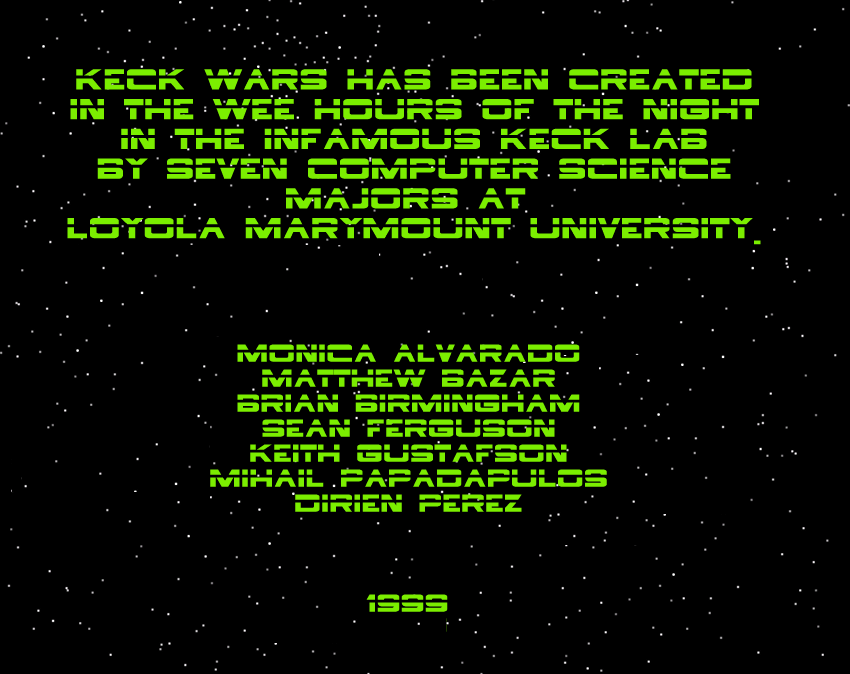 KECK WARS HAS BEEN CREATED
IN THE WEE HOURS OF THE NIGHT
IN THE INFAMOUS KECK LAB
BY SEVEN COMPUTER SCIENCE
MAJORS AT
LOYOLA MARYMOUNT UNIVERSITY.
MONICA ALVARADO
MATTHEW BAZAR
BRIAN BIRMINGHAM
SEAN FERGUSON
KEITH GUSTAFSON
MIHAIL PAPADAPULOS
DIRIEN PEREZ
1999